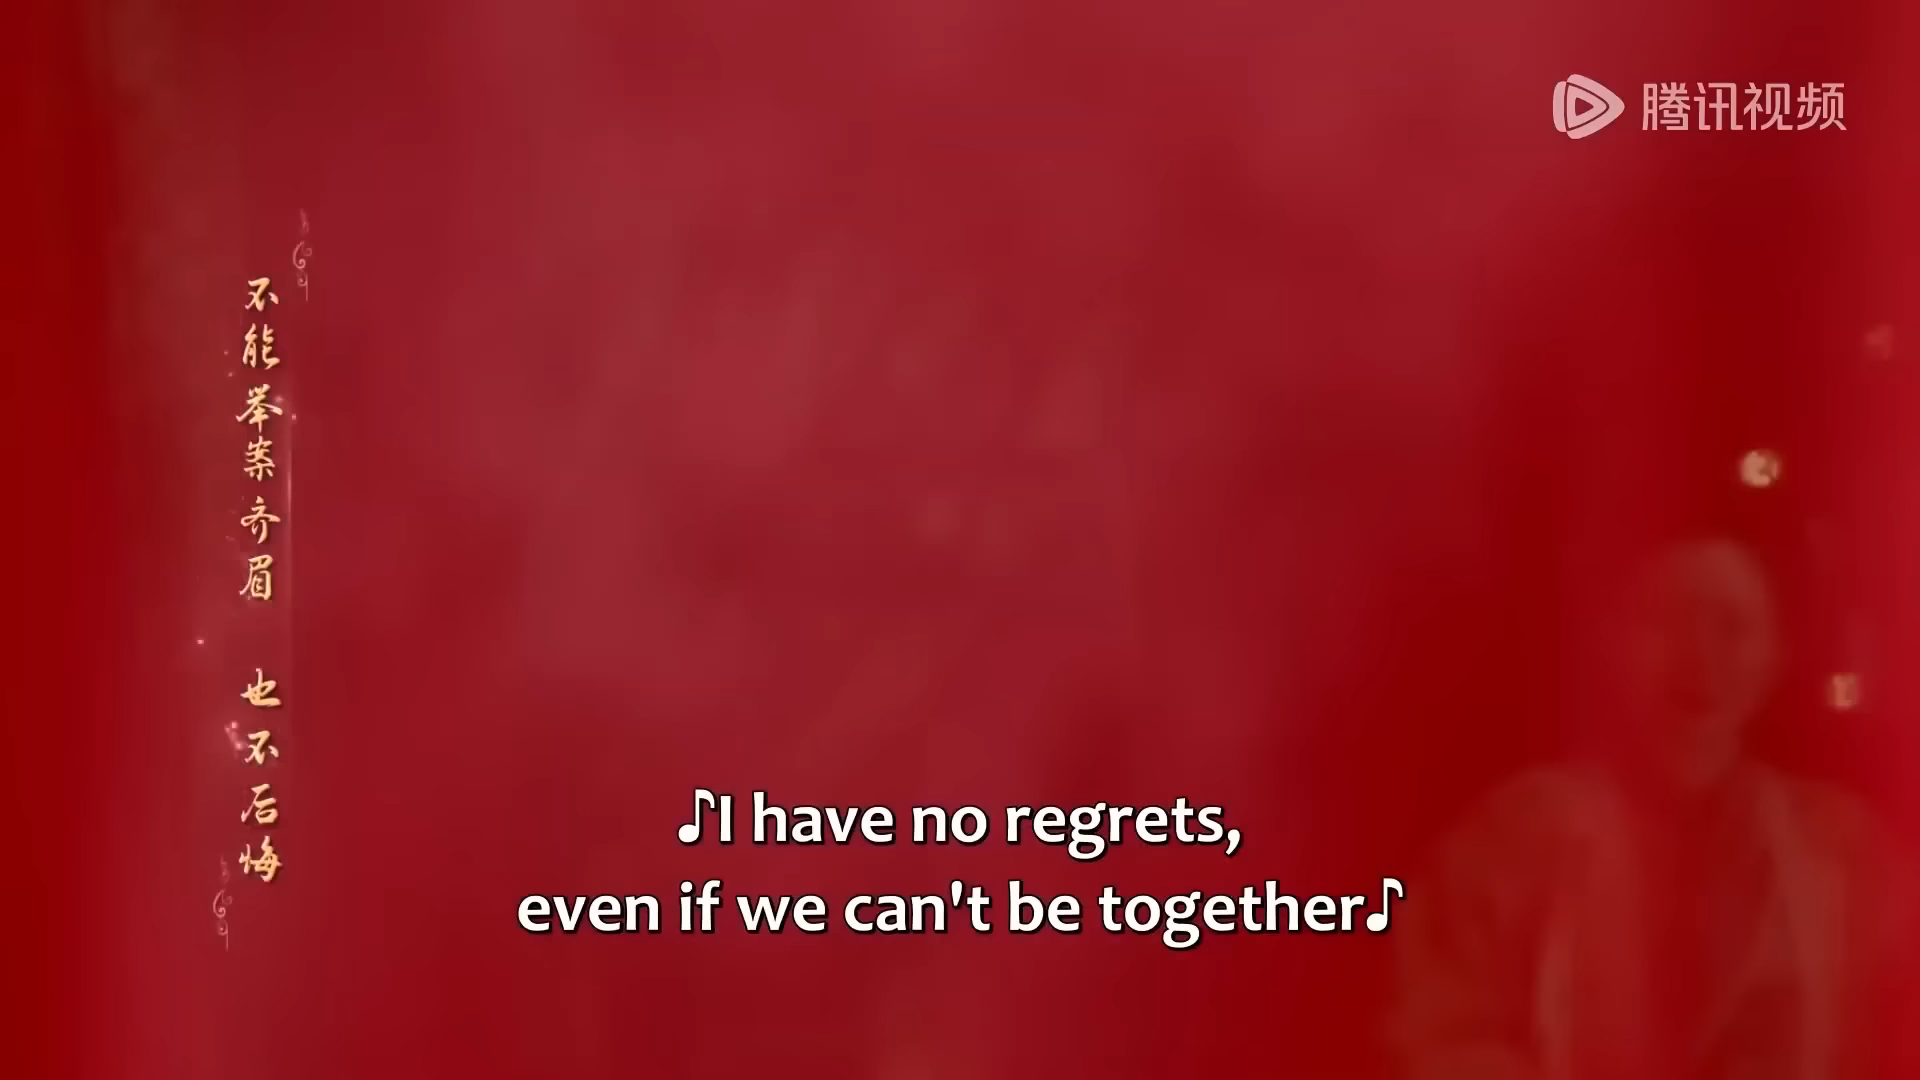 腾讯视频
不能举案齐眉 也不后悔
♪I have no regrets,
even if we can't be together♪